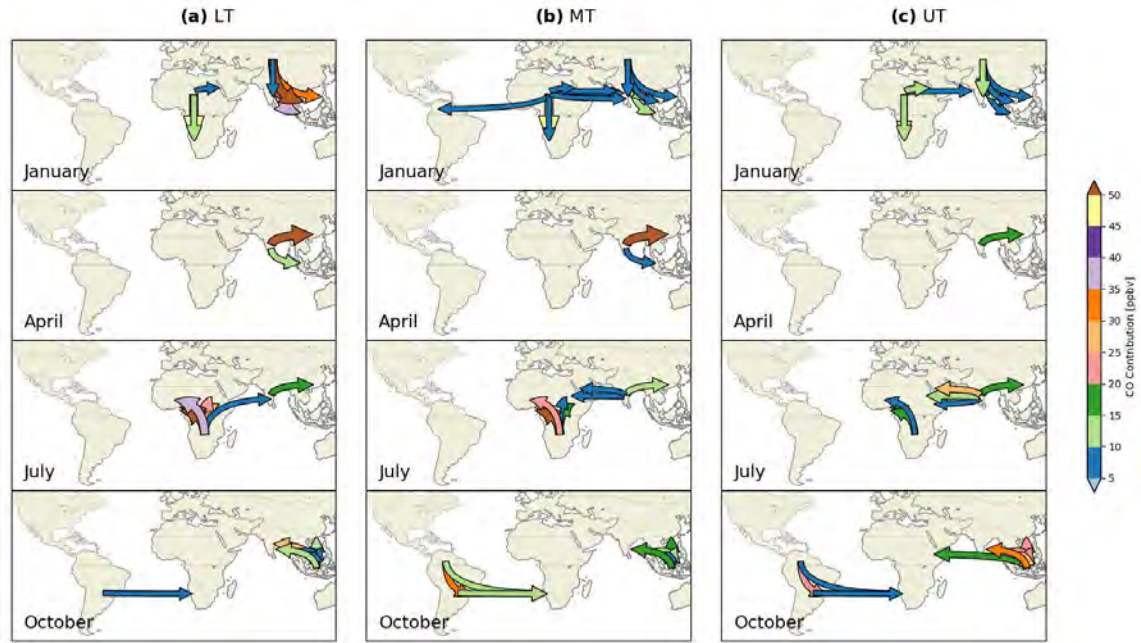 (a) LT
(b) MT
(c) UT
January
January
January
April
April
April
July
July
July
October
October
October
50
45
40
35
30
25
20
15
10
5
CO Contribution [ppbv]